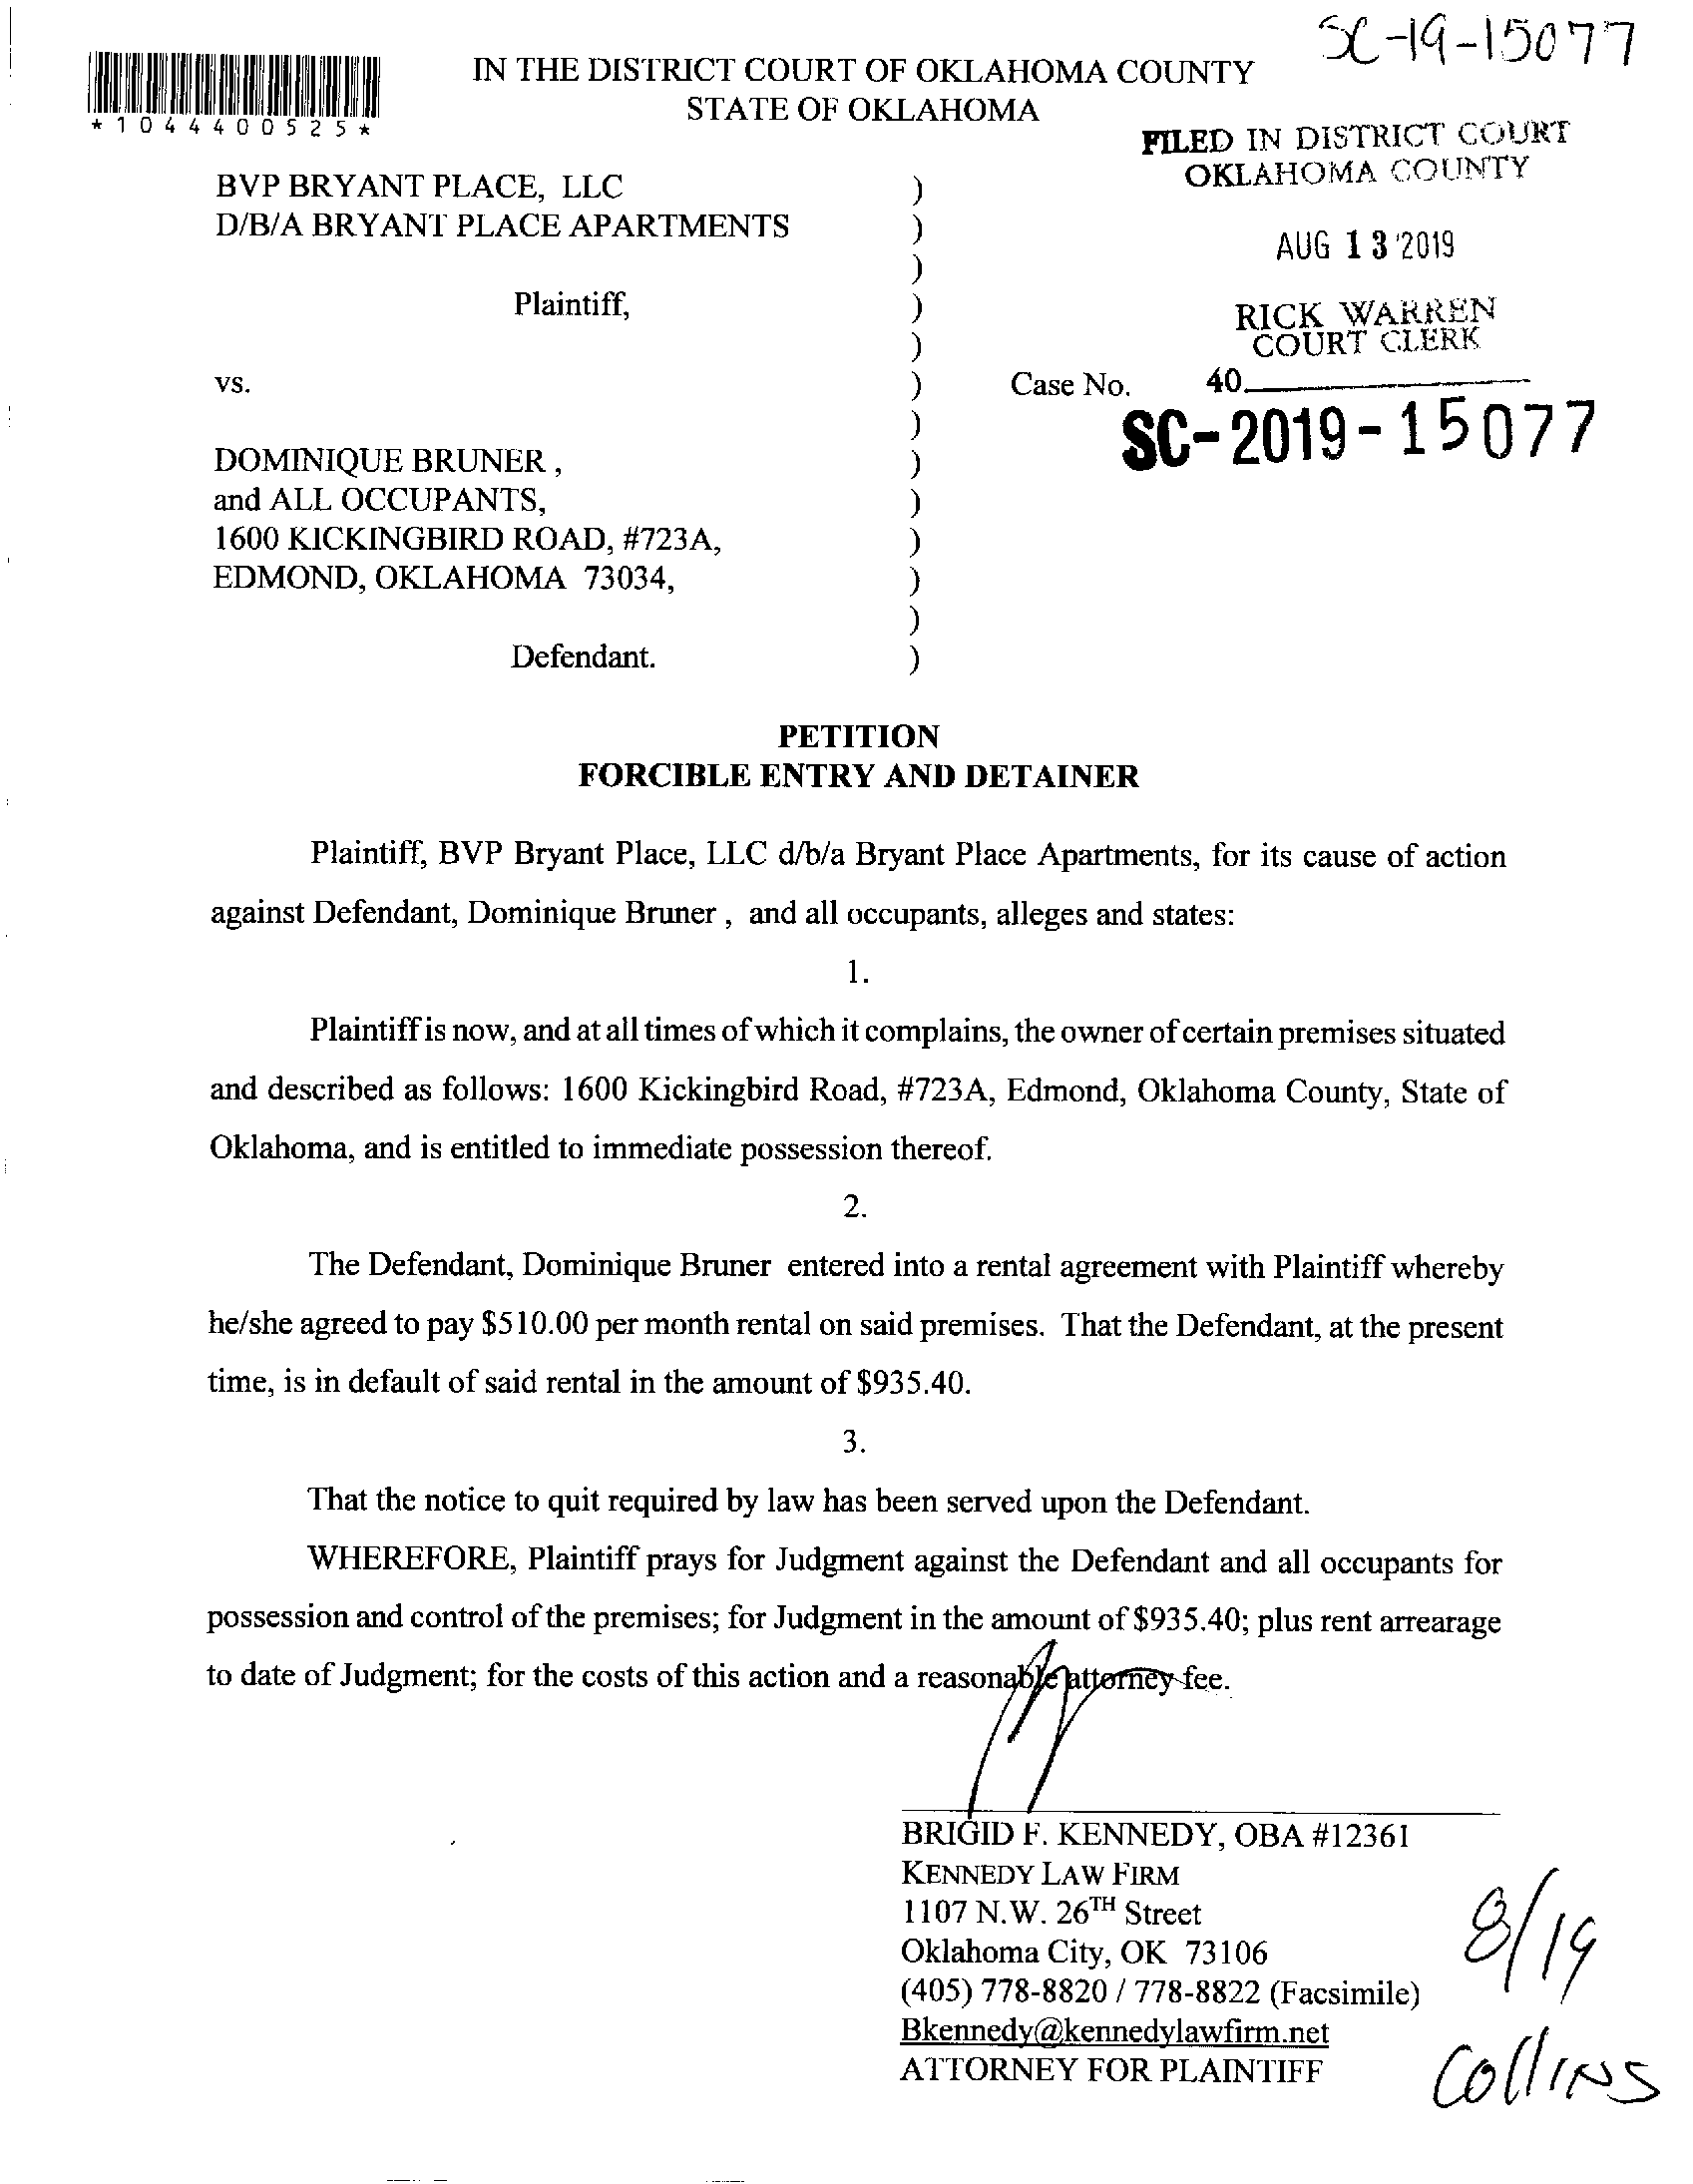 SC-19-15077
*1044400525*
IN THE DISTRICT COURT OF OKLAHOMA COUNTY
STATE OF OKLAHOMA
FILED IN DISTRICT COURT
OKLAHOMA COUNTY
BVP BRYANT PLACE, LLC )
D/B/A BRYANT PLACE APARTMENTS )
AUG 13 2019
)
Plaintiff, )
RICK WARREN
COURT CLERK
)
vs. ) Case No. 40
)
SC-2019-15077
DOMINIQUE BRUNER , )
and ALL OCCUPANTS, )
1600 KICKINGBIRD ROAD, #723A, )
EDMOND, OKLAHOMA 73034, )
)
Defendant. )
PETITION
FORCIBLE ENTRY AND DETAINER
Plaintiff, BVP Bryant Place, LLC d/b/a Bryant Place Apartments, for its cause of action
against Defendant, Dominique Bruner , and all occupants, alleges and states:
1.
Plaintiff is now, and at all times of which it complains, the owner of certain premises situated
and described as follows: 1600 Kickingbird Road, #723A, Edmond, Oklahoma County, State of
Oklahoma, and is entitled to immediate possession thereof.
2.
The Defendant, Dominique Bruner entered into a rental agreement with Plaintiff whereby
he/she agreed to pay $510.00 per month rental on said premises. That the Defendant, at the present
time, is in default of said rental in the amount of $935.40.
3.
That the notice to quit required by law has been served upon the Defendant.
WHEREFORE, Plaintiff prays for Judgment against the Defendant and all occupants for
possession and control of the premises; for Judgment in the amount of $935.40; plus rent arrearage
to date of Judgment; for the costs of this action and a reasonable attorney fee.
BRIGID F. KENNEDY, OBA #12361
KENNEDY LAW FIRM
1107 N.W. 26TH Street
Oklahoma City, OK 73106
(405) 778-8820 / 778-8822 (Facsimile)
Bkennedy@kennedylawfirm.net
ATTORNEY FOR PLAINTIFF
8/19
Collins